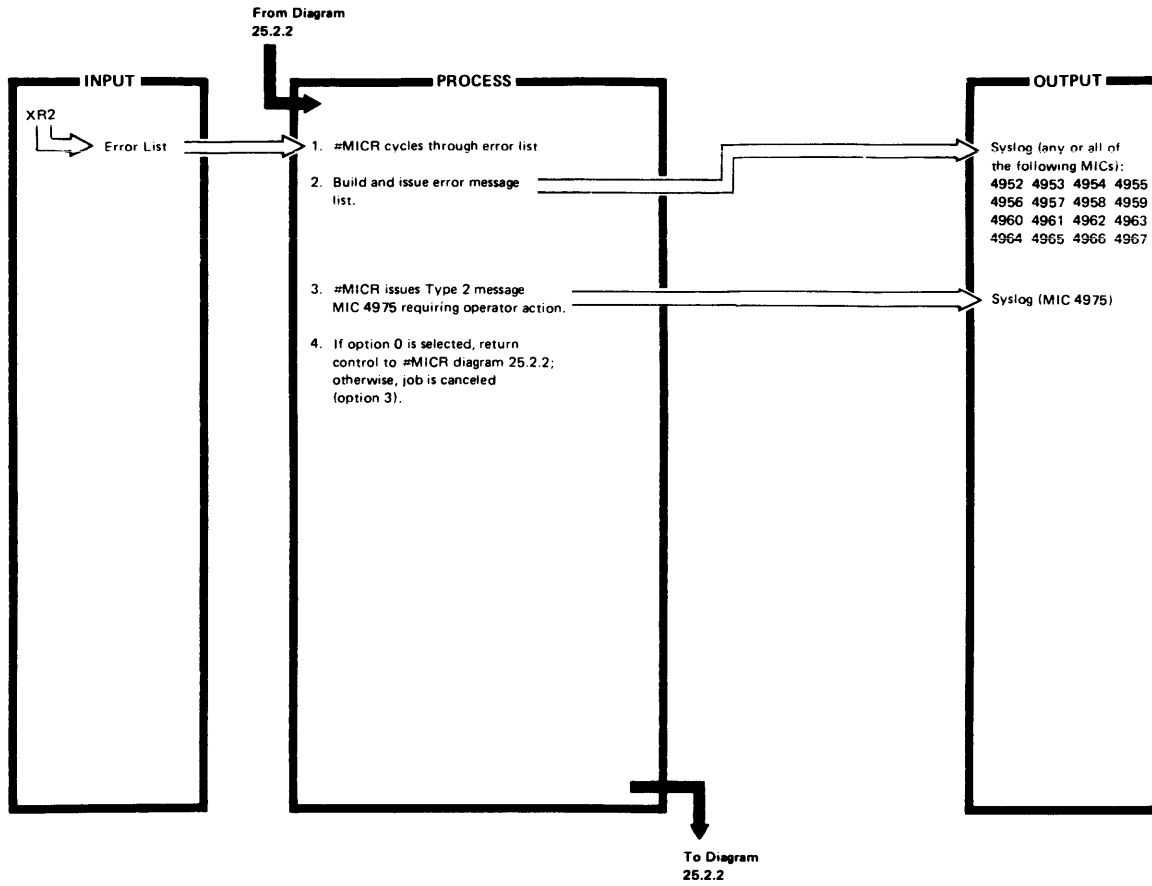 From Diagram
25.2.2
INPUT
PROCESS
OUTPUT
XR2
Error List
1. #MICR cycles through error list
2. Build and issue error message
list.
3. #MICR issues Type 2 message
MIC 4975 requiring operator action.
4. If option 0 is selected, return
control to #MICR diagram 25.2.2;
otherwise, job is canceled
(option 3).
Syslog (any or all of
the following MICs):
4952 4953 4954 4955
4956 4957 4958 4959
4960 4961 4962 4963
4964 4965 4966 4967
Syslog (MIC 4975)
To Diagram
25.2.2